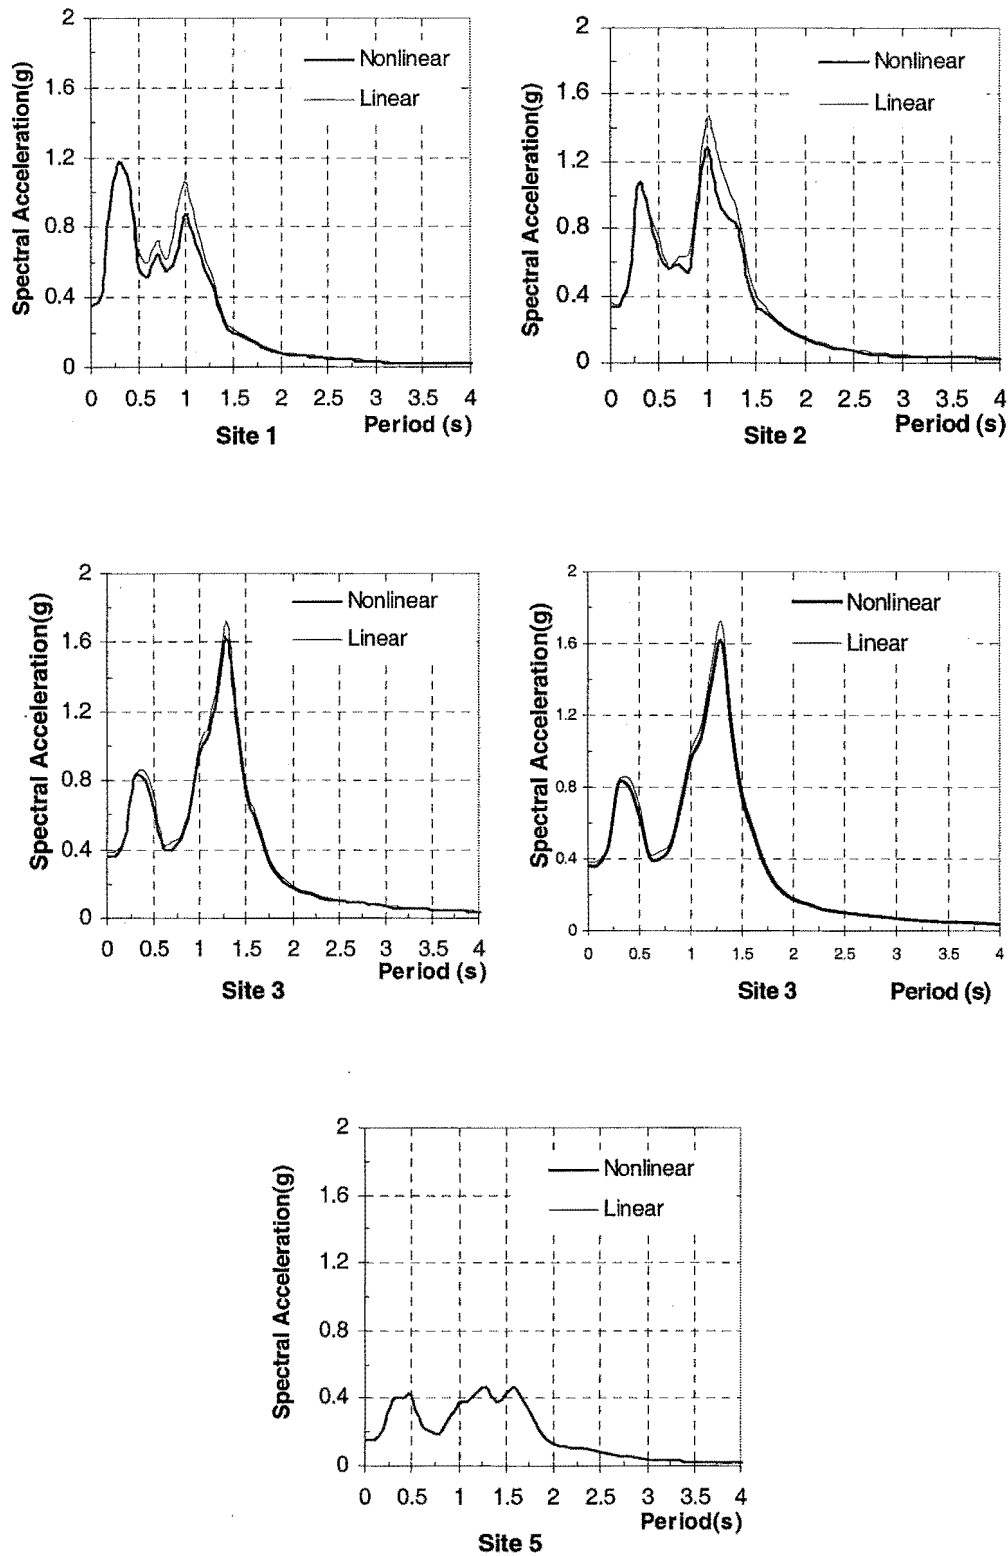 2
1.6
1.2
0.8
0.4
0
Spectral Acceleration(g)
Nonlinear
Linear
0 0.5 1 1.5 2 2.5 3 3.5 4
Period (s)
Site 1
2
1.6
1.2
0.8
0.4
0
Spectral Acceleration(g)
Nonlinear
Linear
0 0.5 1 1.5 2 2.5 3 3.5 4
Period (s)
Site 2
2
1.6
1.2
0.8
0.4
0
Spectral Acceleration(g)
Nonlinear
Linear
0 0.5 1 1.5 2 2.5 3 3.5 4
Period (s)
Site 3
2
1.6
1.2
0.8
0.4
0
Spectral Acceleration(g)
Nonlinear
Linear
0 0.5 1 1.5 2 2.5 3 3.5 4
Site 3 Period (s)
2
1.6
1.2
0.8
0.4
0
Spectral Acceleration(g)
Nonlinear
Linear
0 0.5 1 1.5 2 2.5 3 3.5 4
Period(s)
Site 5